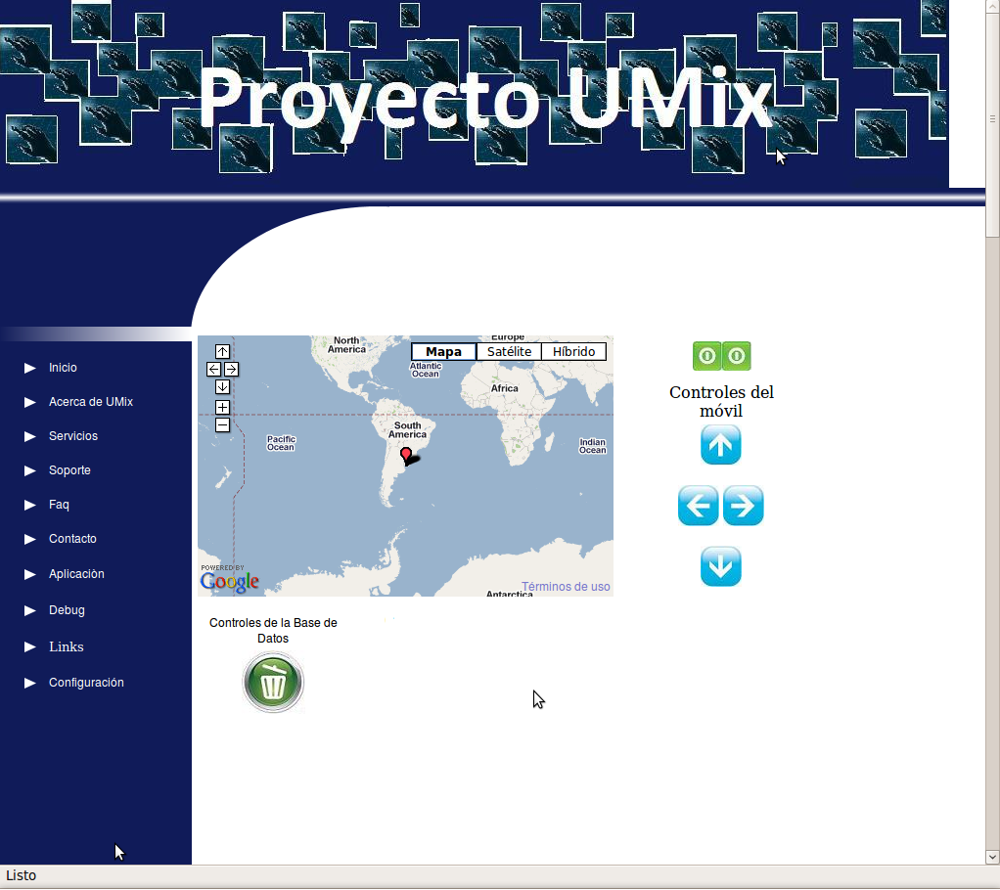 Proyecto UMix
Inicio
Acerca de UMix
Servicios
Soporte
Faq
Contacto
Aplicaciòn
Debug
Links
Configuración
North
America
Europe
Mapa
Satélite
Híbrido
Atlantic
Ocean
Africa
South
America
Pacific
Ocean
Indian
Ocean
POWERED BY
Google
Términos de uso
Antarctica
Controles del
móvil
Controles de la Base de
Datos
Listo